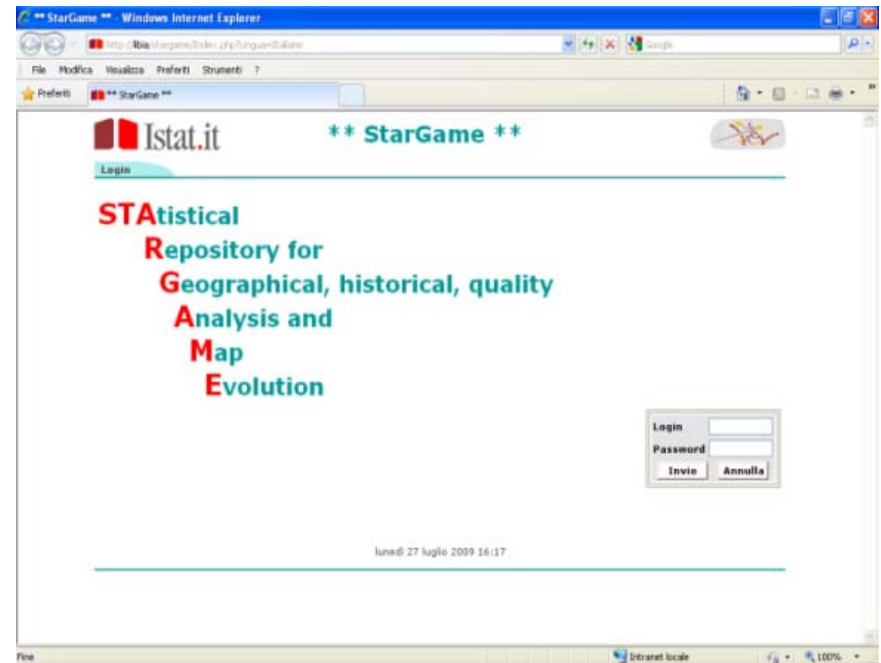 ** StarGame ** - Windows Internet Explorer
Google
File Modifica Visualizza Preferiti Strumenti ?
Preferiti ** StarGame **
Istat.it ** StarGame **
Login
STAtistical
Repository for
Geographical, historical, quality
Analysis and
Map
Evolution
Login
Password
Invio Annulla
lunedì 27 luglio 2009 16:17
Fine Intranet locale 100%